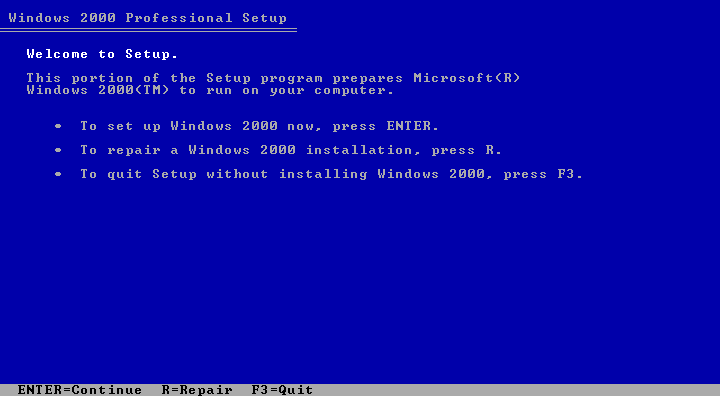 Windows 2000 Professional Setup
Welcome to Setup.
This portion of the Setup program prepares Microsoft(R)
Windows 2000(TM) to run on your computer.
• To set up Windows 2000 now, press ENTER.
• To repair a Windows 2000 installation, press R.
• To quit Setup without installing Windows 2000, press F3.
ENTER=Continue R=Repair F3=Quit